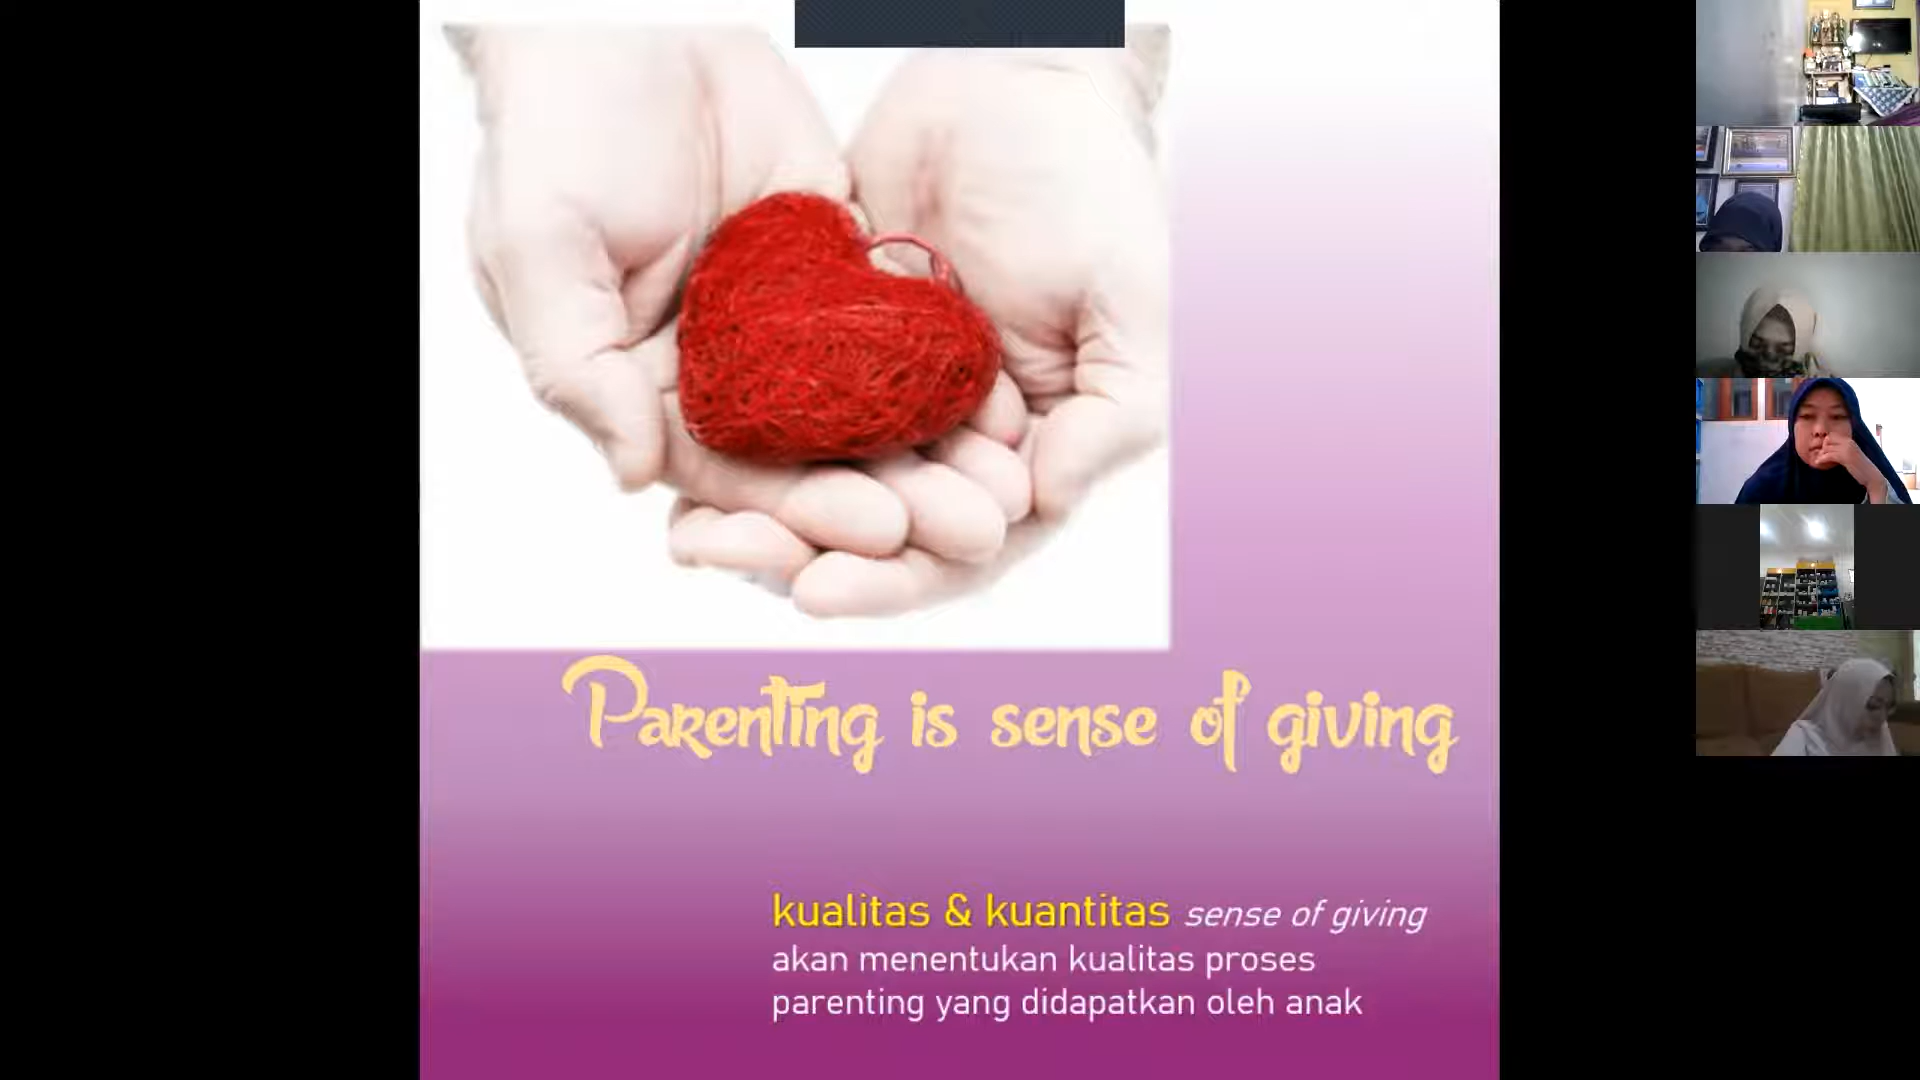 Parenting is sense of giving
kualitas & kuantitas sense of giving
akan menentukan kualitas proses
parenting yang didapatkan oleh anak